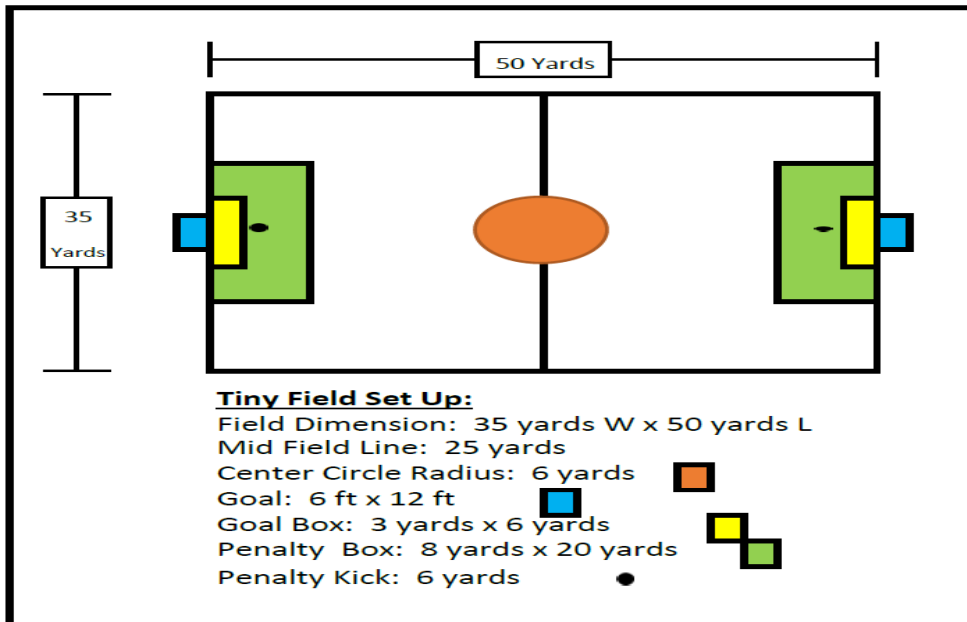 50 Yards
35
Yards
Tiny Field Set Up:
Field Dimension: 35 yards W x 50 yards L
Mid Field Line: 25 yards
Center Circle Radius: 6 yards
Goal: 6 ft x 12 ft
Goal Box: 3 yards x 6 yards
Penalty Box: 8 yards x 20 yards
Penalty Kick: 6 yards